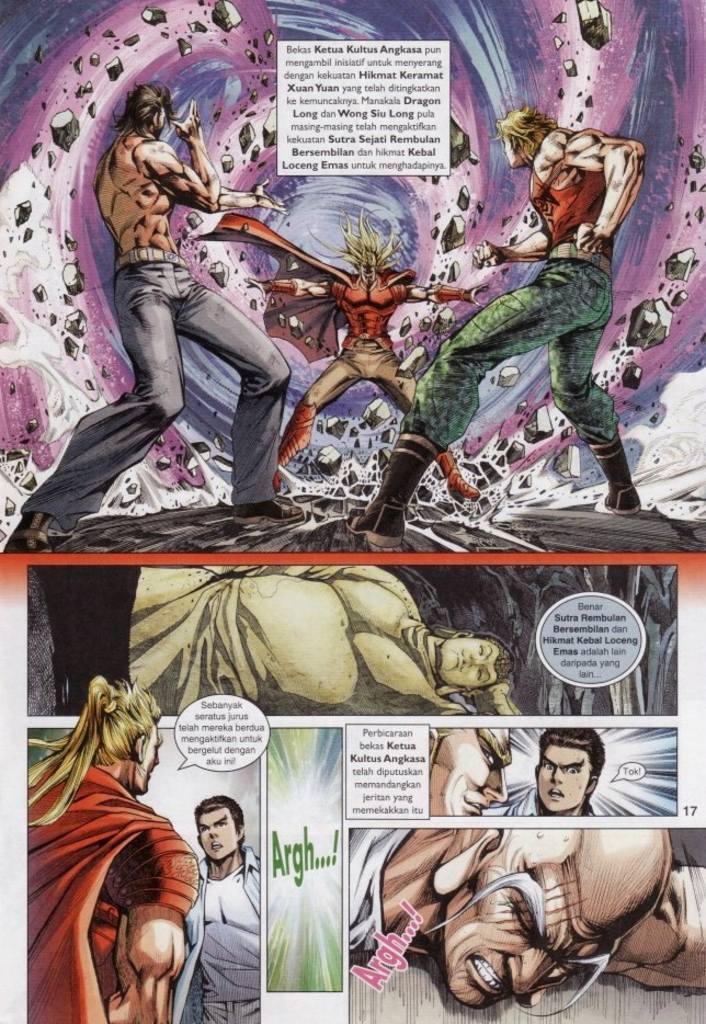 Bekas Ketua Kultus Angkasa pun
mengambil inisiatif untuk menyerang
dengan kekuatan Hikmat Keramat
Xuan Yuan yang telah ditingkatkan
ke kemuncaknya. Manakala Dragon
Long dan Wong Siu Long pula
masing-masing telah mengaktifkan
kekuatan Sutra Sejati Rembulan
Bersembilan dan hikmat Kebal
Loceng Emas untuk menghadapinya.
Benar
Sutra Rembulan
Bersembilan dan
Hikmat Kebal Loceng
Emas adalah lain
daripada yang
lain...
Sebanyak
seratus jurus
telah mereka berdua
mengaktifkan untuk
bergelut dengan
aku ini!
Argh....!
Perbicaraan
bekas Ketua
Kultus Angkasa
telah diputuskan
memandangkan
jeritan yang
memekakkan itu
Tok!
17
Argh....!